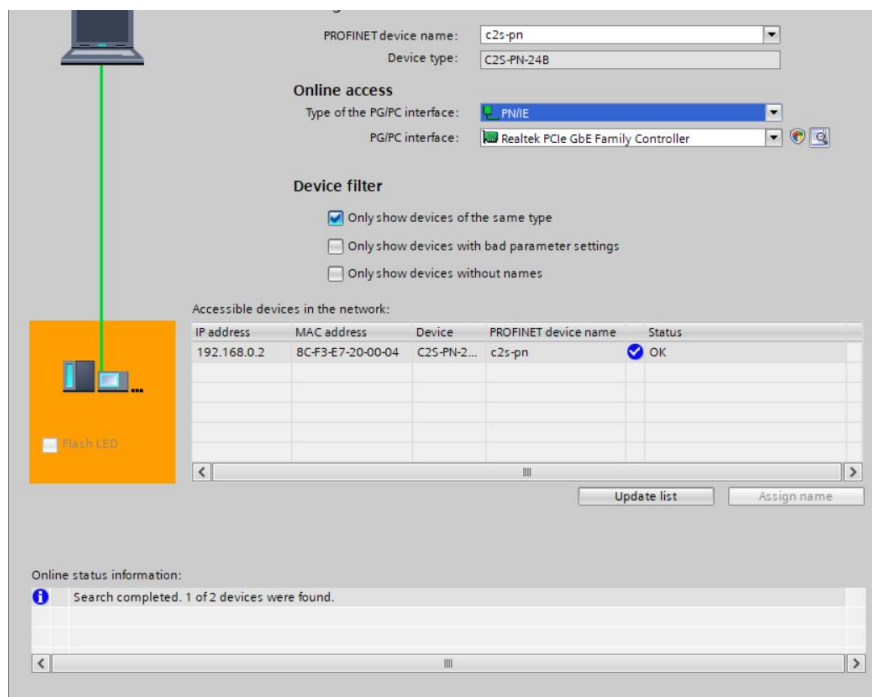 PROFINET device name: c2s-pn
Device type: C2S-PN-24B
Online access
Type of the PG/PC interface: PN/IE
PG/PC interface: Realtek PCIe GbE Family Controller
Device filter
Only show devices of the same type
Only show devices with bad parameter settings
Only show devices without names
Accessible devices in the network:
IP address MAC address Device PROFINET device name Status
192.168.0.2 8C-F3-E7-20-00-04 C2S-PN-2... c2s-pn OK
Flash LED
Update list Assign name
Online status information:
Search completed. 1 of 2 devices were found.